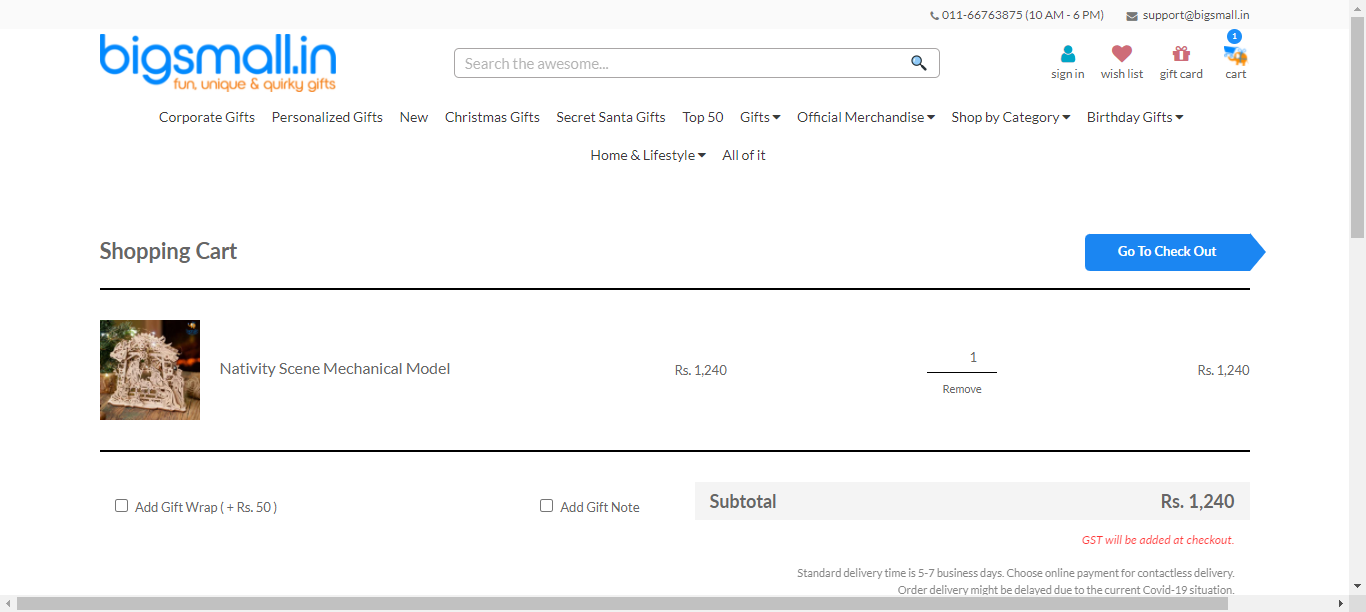 011-66763875 (10 AM - 6 PM) support@bigsmall.in
bigsmall.in
fun, unique & quirky gifts
Search the awesome...
1
sign in wish list gift card cart
Corporate Gifts Personalized Gifts New Christmas Gifts Secret Santa Gifts Top 50 Gifts Official Merchandise Shop by Category Birthday Gifts
Home & Lifestyle All of it
Shopping Cart Go To Check Out
Nativity Scene Mechanical Model Rs. 1,240 1 Rs. 1,240
Remove
Add Gift Wrap ( + Rs. 50 ) Add Gift Note Subtotal Rs. 1,240
GST will be added at checkout.
Standard delivery time is 5-7 business days. Choose online payment for contactless delivery.
Order delivery might be delayed due to the current Covid-19 situation.